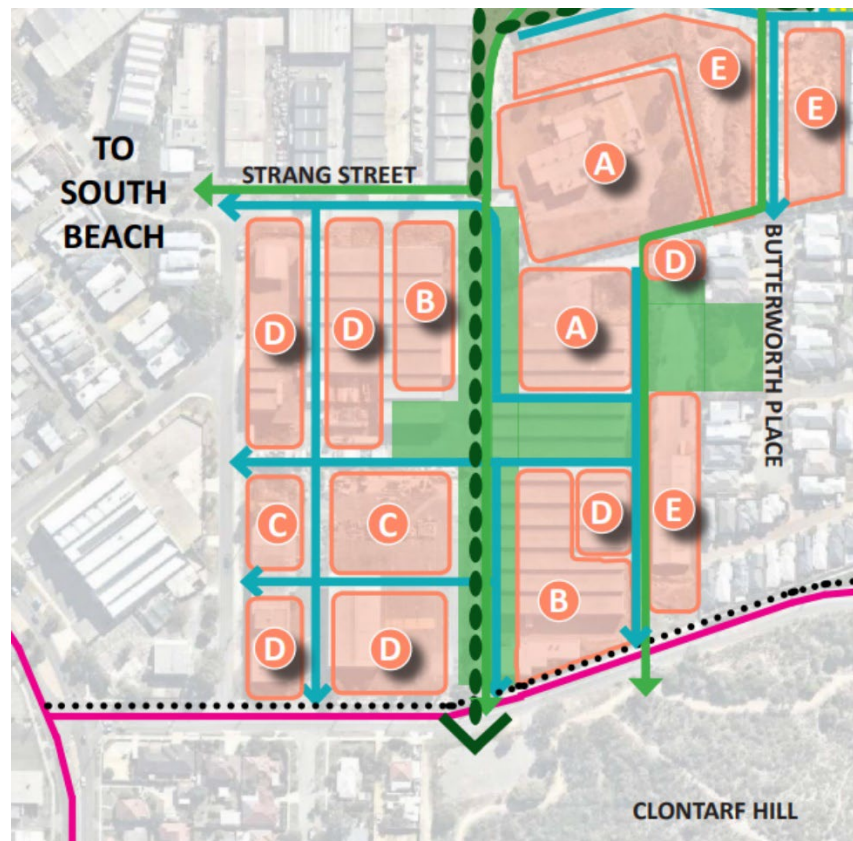 E
E
A
TO
SOUTH
BEACH
STRANG STREET
D
BUTTERWORTH PLACE
B
D
D
A
C
C
D
E
B
D
D
CLONTARF HILL